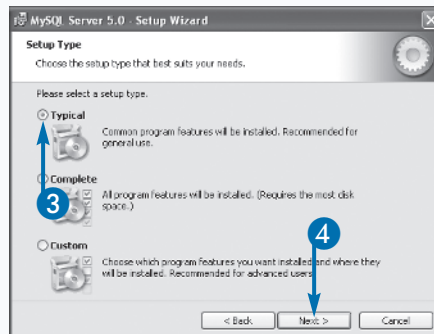 MySQL Server 5.0 - Setup Wizard
Setup Type
Choose the setup type that best suits your needs.
Please select a setup type.
Typical
Common program features will be installed. Recommended for
general use.
Complete
3
All program features will be installed. (Requires the most disk
space.)
4
Custom
Choose which program features you want installed and where they
will be installed. Recommended for advanced users.
< Back
Next >
Cancel